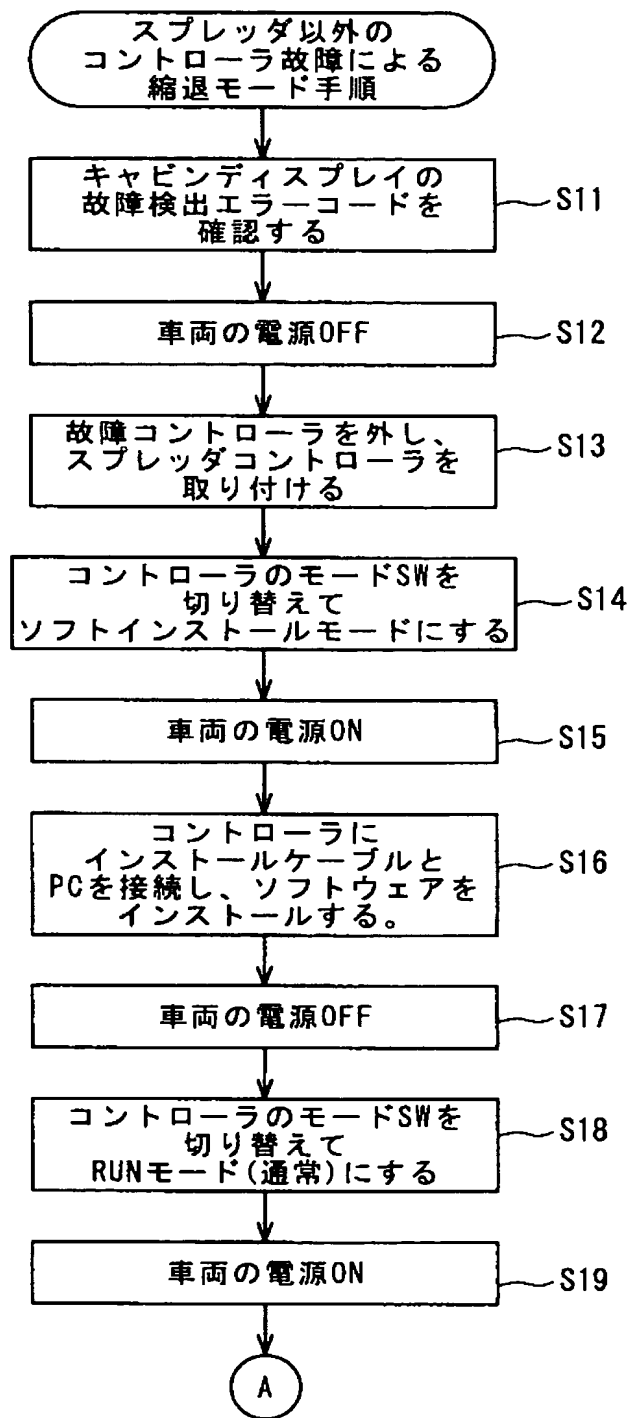 スプレッダ以外の
コントローラ故障による
縮退モード手順
キャビンディスプレイの
故障検出エラーコードを
確認する
S11
車両の電源OFF
S12
故障コントローラを外し、
スプレッダコントローラを
取り付ける
S13
コントローラのモードSWを
切り替えて
ソフトインストールモードにする
S14
車両の電源ON
S15
コントローラに
インストールケーブルと
PCを接続し、ソフトウェアを
インストールする。
S16
車両の電源OFF
S17
コントローラのモードSWを
切り替えて
RUNモード(通常)にする
S18
車両の電源ON
S19
A